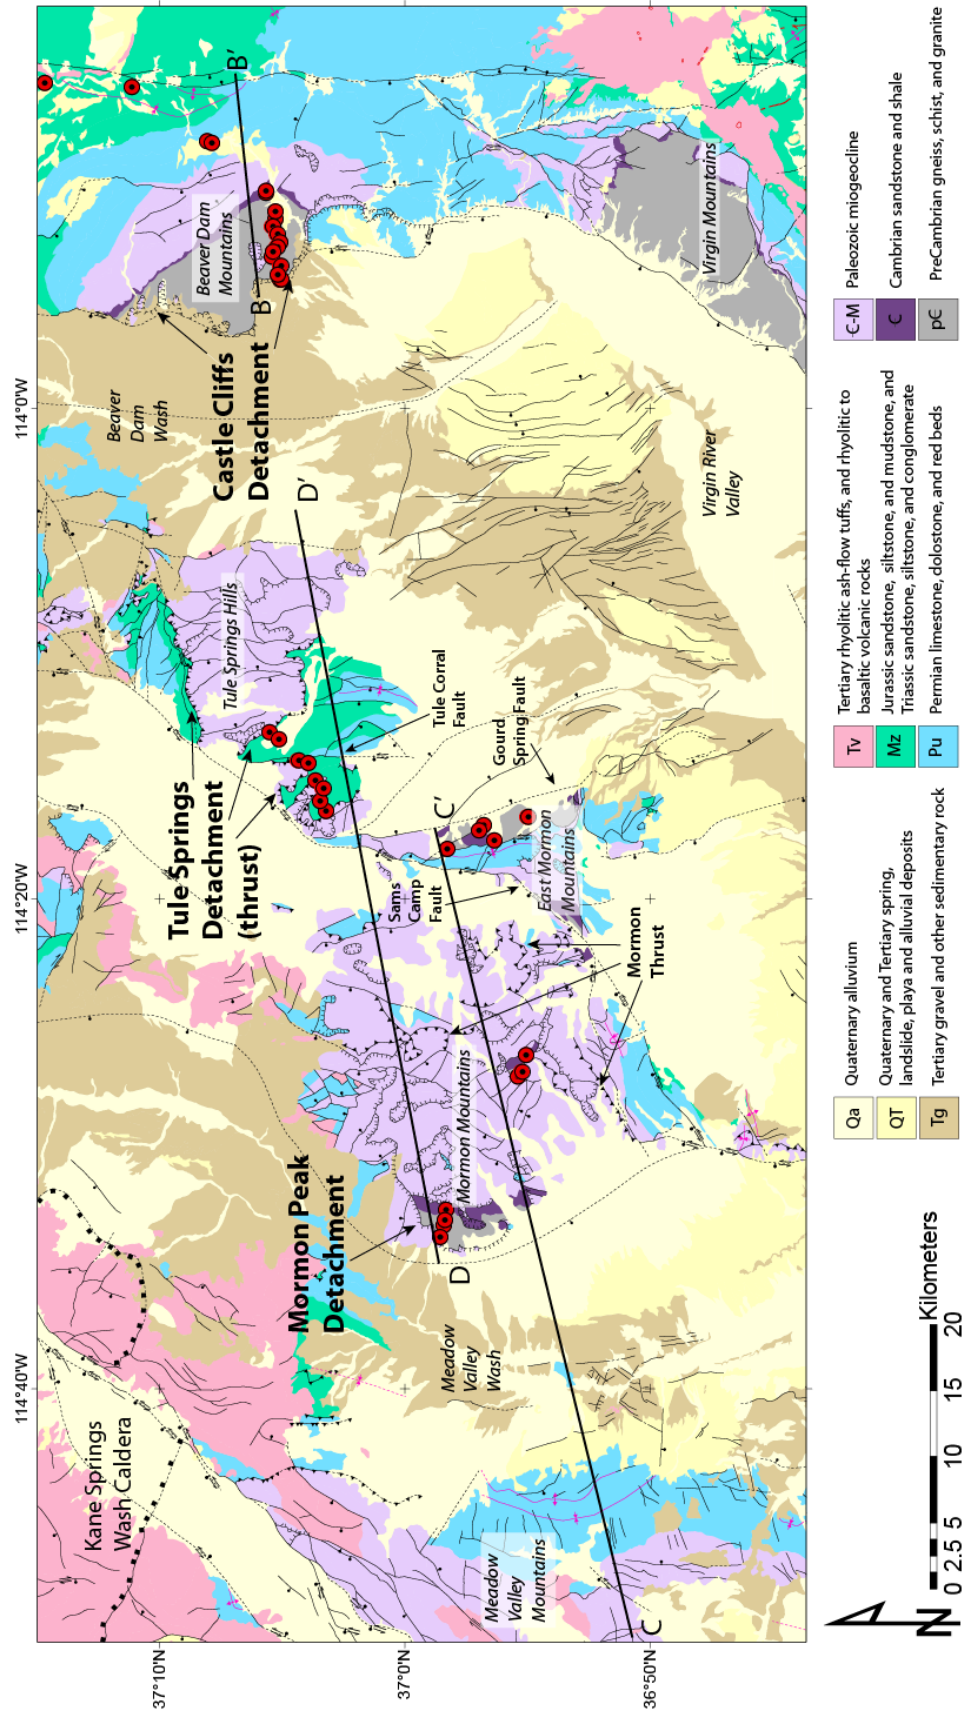 114°40'W
114°20'W
114°0'W
37°10'N
37°0'N
36°50'N
Kane Springs
Wash Caldera
Meadow
Valley
Mountains
Meadow
Valley
Wash
Mormon Peak
Detachment
Mormon Mountains
Mormon
Thrust
Tule Springs
Detachment
(thrust)
Tule Springs Hills
Sams
Camp
Fault
East Mormon
Mountains
Gourd
Spring Fault
Tule Corral
Fault
Castle Cliffs
Detachment
Beaver
Dam
Wash
Beaver Dam
Mountains
Virgin River
Valley
Virgin Mountains
B
B'
C
C'
D
D'
N
0 2.5 5 10 15 20
Kilometers
Qa Quaternary alluvium
QT Quaternary and Tertiary spring,
landslide, playa and alluvial deposits
Tg Tertiary gravel and other sedimentary rock
Tv Tertiary rhyolitic ash-flow tuffs, and rhyolitic to
basaltic volcanic rocks
Mz Jurassic sandstone, siltstone, and mudstone, and
Triassic sandstone, siltstone, and conglomerate
Pu Permian limestone, dolostone, and red beds
Є-M Paleozoic miogeocline
Є Cambrian sandstone and shale
pЄ PreCambrian gneiss, schist, and granite